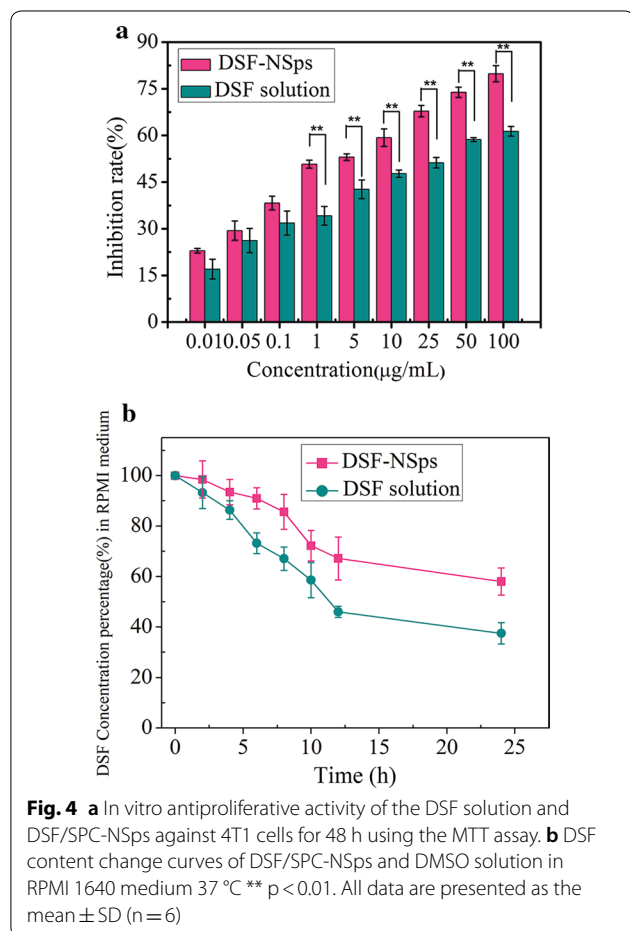 a
90
75
60
45
30
15
0
Inhibition rate(%)
DSF-NSps
DSF solution
**
**
**
**
**
**
0.01 0.05 0.1 1 5 10 25 50 100
Concentration(μg/mL)
b
100
80
60
40
20
0
DSF Concentration percentage(%) in RPMI medium
DSF-NSps
DSF solution
0 5 10 15 20 25
Time (h)
Fig. 4 a In vitro antiproliferative activity of the DSF solution and
DSF/SPC-NSps against 4T1 cells for 48 h using the MTT assay. b DSF
content change curves of DSF/SPC-NSps and DMSO solution in
RPMI 1640 medium 37 °C ** p < 0.01. All data are presented as the
mean ± SD (n = 6)